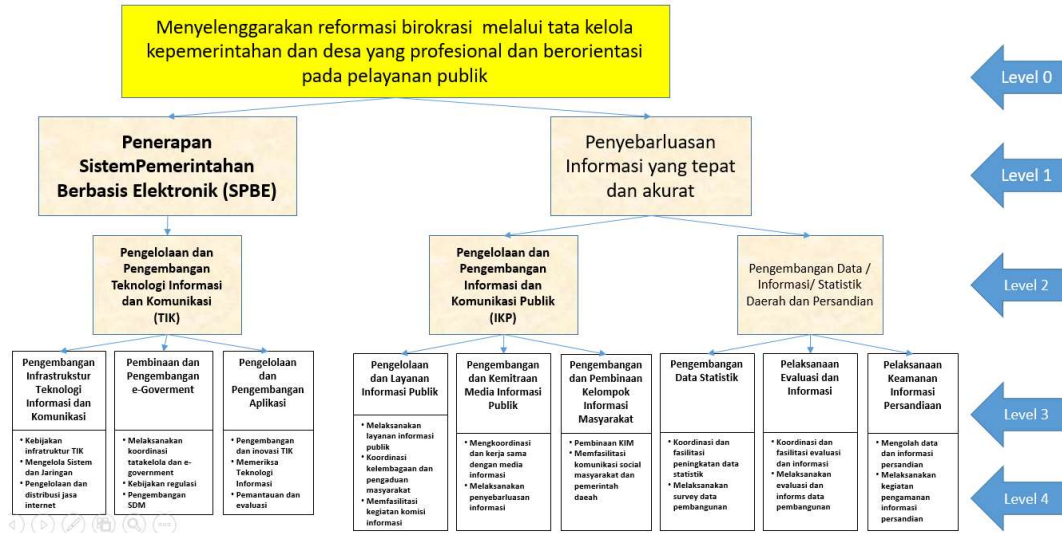 Menyelenggarakan reformasi birokrasi melalui tata kelola
kepemerintahan dan desa yang profesional dan berorientasi
pada pelayanan publik
Level 0
Penerapan
SistemPemerintahan
Berbasis Elektronik (SPBE)
Penyebarluasan
Informasi yang tepat
dan akurat
Level 1
Pengelolaan dan
Pengembangan
Teknologi Informasi
dan Komunikasi
(TIK)
Pengelolaan dan
Pengembangan
Informasi dan
Komunikasi Publik
(IKP)
Pengembangan Data /
Informasi/ Statistik
Daerah dan Persandian
Level 2
Pengembangan
Infrastrukstur
Teknologi
Informasi dan
Komunikasi
Pembinaan dan
Pengembangan
e-Goverment
Pengelolaan
dan
Pengembangan
Aplikasi
Pengelolaan
dan Layanan
Informasi Publik
Pengembangan
dan Kemitraan
Media Informasi
Publik
Pengembangan
dan Pembinaan
Kelompok
Informasi
Masyarakat
Pengembangan
Data Statistik
Pelaksanaan
Evaluasi dan
Informasi
Pelaksanaan
Keamanan
Informasi
Persandiaan
Level 3
• Kebijakan
infratruktur TIK
• Mengelola Sistem
dan Jaringan
• Pengelolaan dan
distribusi jasa
internet
• Melaksanakan
koordinasi
tatakelola dan e-
government
• Kebijakan regulasi
• Pengembangan
SDM
• Pengembangan
dan inovasi TIK
• Memeriksa
Teknologi
Informasi
• Pemantauan dan
evaluasi
• Melaksanakan
layanan informasi
publik
• Koordinasi
kelembagaan dan
pengaduan
masyarakat
• Memfasilitasi
kegiatan komisi
informasi
• Mengkoordinasi
dan kerja sama
dengan media
informasi
• Melaksanakan
penyebarluasan
informasi
• Pembinaan KIM
• Memfasilitasi
komunikasi social
masyarakat dan
pemerintah
daeah
• Koordinasi dan
fasilitasi
peningkatan data
statistik
• Melaksanakan
survey data
pembangunan
• Koordinasi dan
fasilitasi evaluasi
dan informasi
• Melaksanakan
evaluasi dan
informs data
pembangunan
• Mengolah data
dan informasi
persandian
• Melaksanakan
kegiatan
pengamanan
informasi
persandian
Level 4